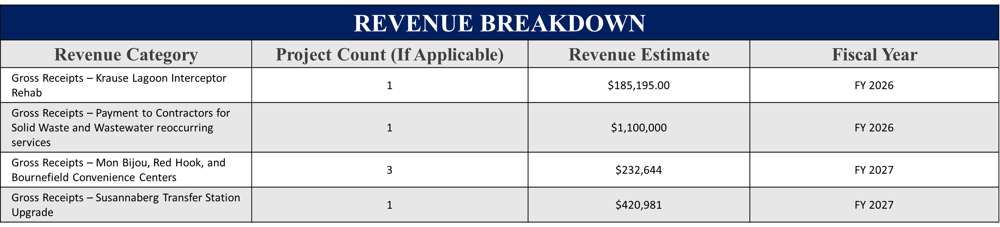 REVENUE BREAKDOWN
Revenue Category
Project Count (If Applicable)
Revenue Estimate
Fiscal Year
Gross Receipts – Krause Lagoon Interceptor
Rehab
1
$185,195.00
FY 2026
Gross Receipts – Payment to Contractors for
Solid Waste and Wastewater reoccurring
services
1
$1,100,000
FY 2026
Gross Receipts – Mon Bijou, Red Hook, and
Bournefield Convenience Centers
3
$232,644
FY 2027
Gross Receipts – Susannaberg Transfer Station
Upgrade
1
$420,981
FY 2027